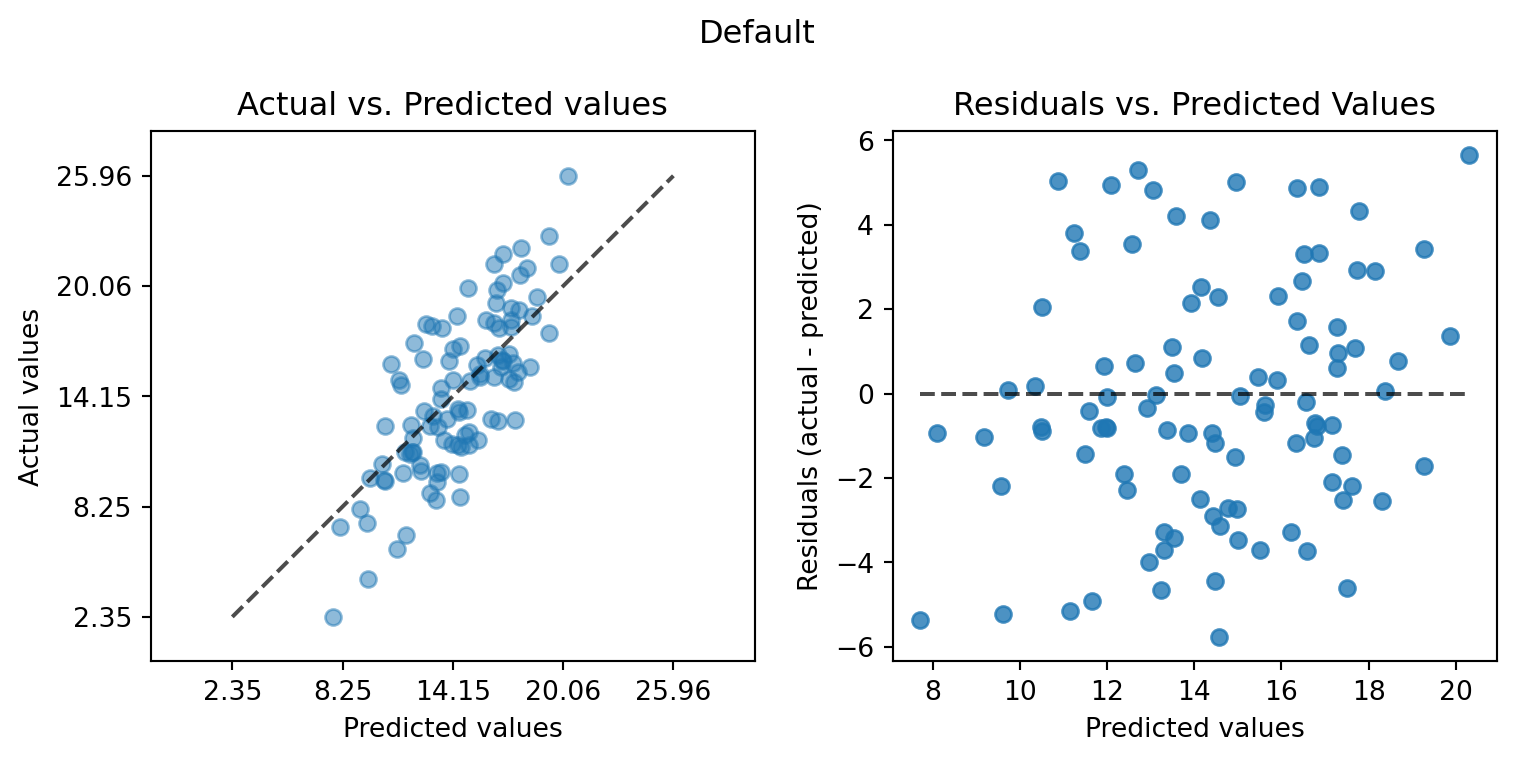 Default
Actual vs. Predicted values
Actual values
25.96
20.06
14.15
8.25
2.35
2.35 8.25 14.15 20.06 25.96
Predicted values
Residuals vs. Predicted Values
Residuals (actual - predicted)
6
4
2
0
−2
−4
−6
8 10 12 14 16 18 20
Predicted values